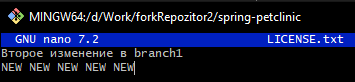 MINGW64:/d/Work/forkRepozitor2/spring-petclinic
GNU nano 7.2 LICENSE.txt
Второе изменение в branch1
NEW NEW NEW NEW NEW